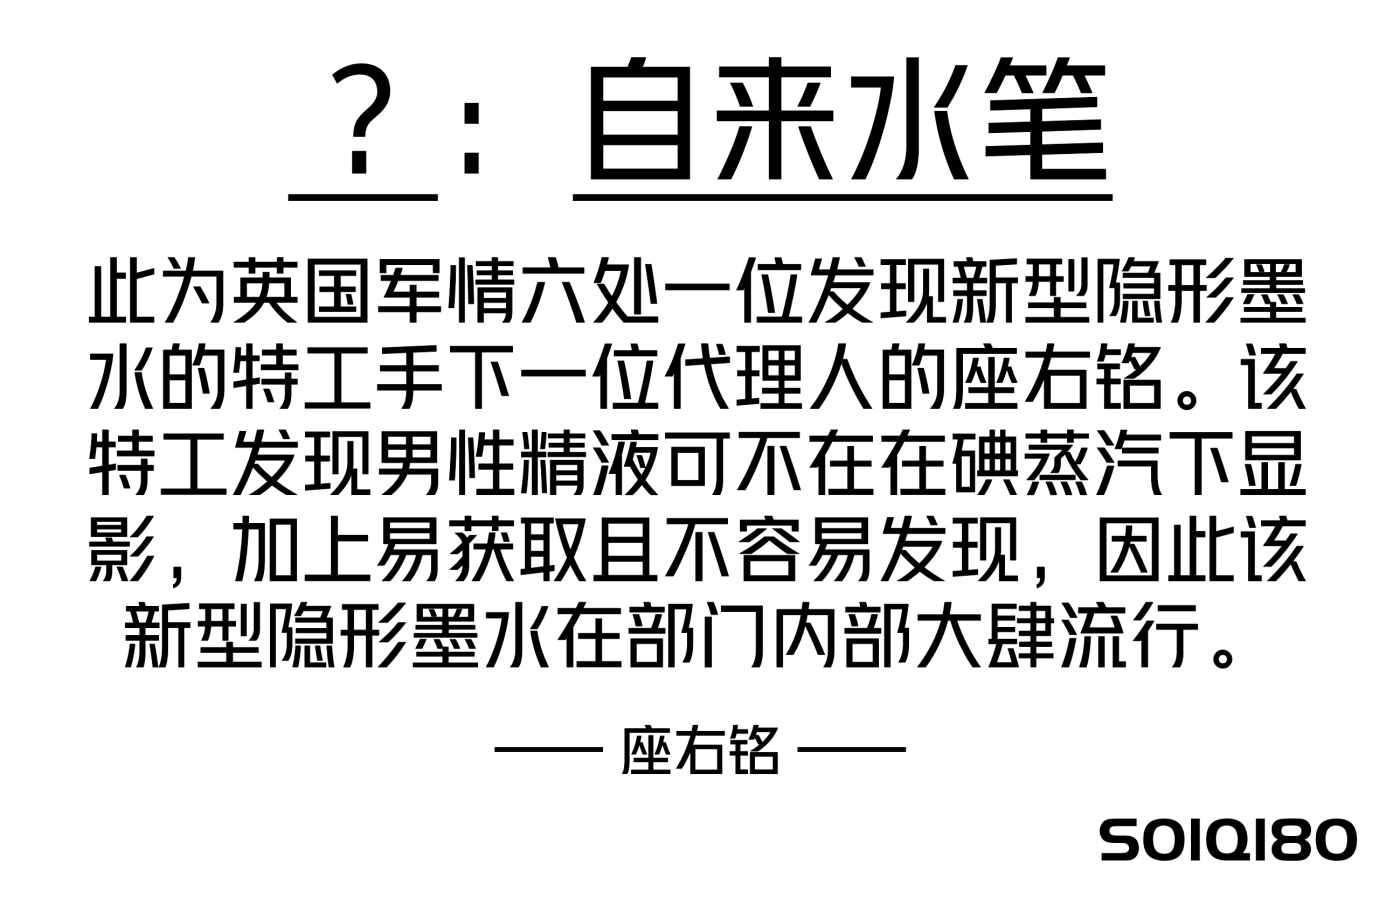 ？：自来水笔
此为英国军情六处一位发现新型隐形墨
水的特工手下一位代理人的座右铭。该
特工发现男性精液可不在在碘蒸汽下显
影，加上易获取且不容易发现，因此该
新型隐形墨水在部门内部大肆流行。
—— 座右铭 ——
SOIQI80